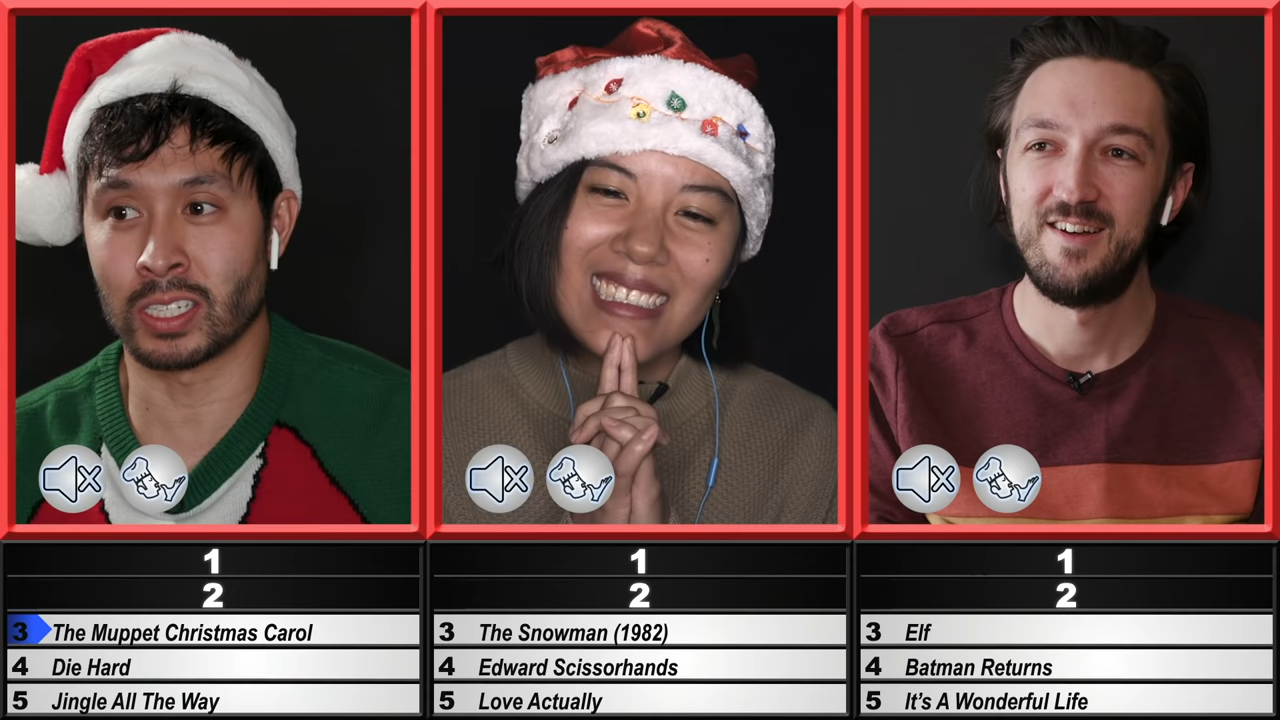 1
2
3 The Muppet Christmas Carol
4 Die Hard
5 Jingle All The Way
1
2
3 The Snowman (1982)
4 Edward Scissorhands
5 Love Actually
1
2
3 Elf
4 Batman Returns
5 It's A Wonderful Life